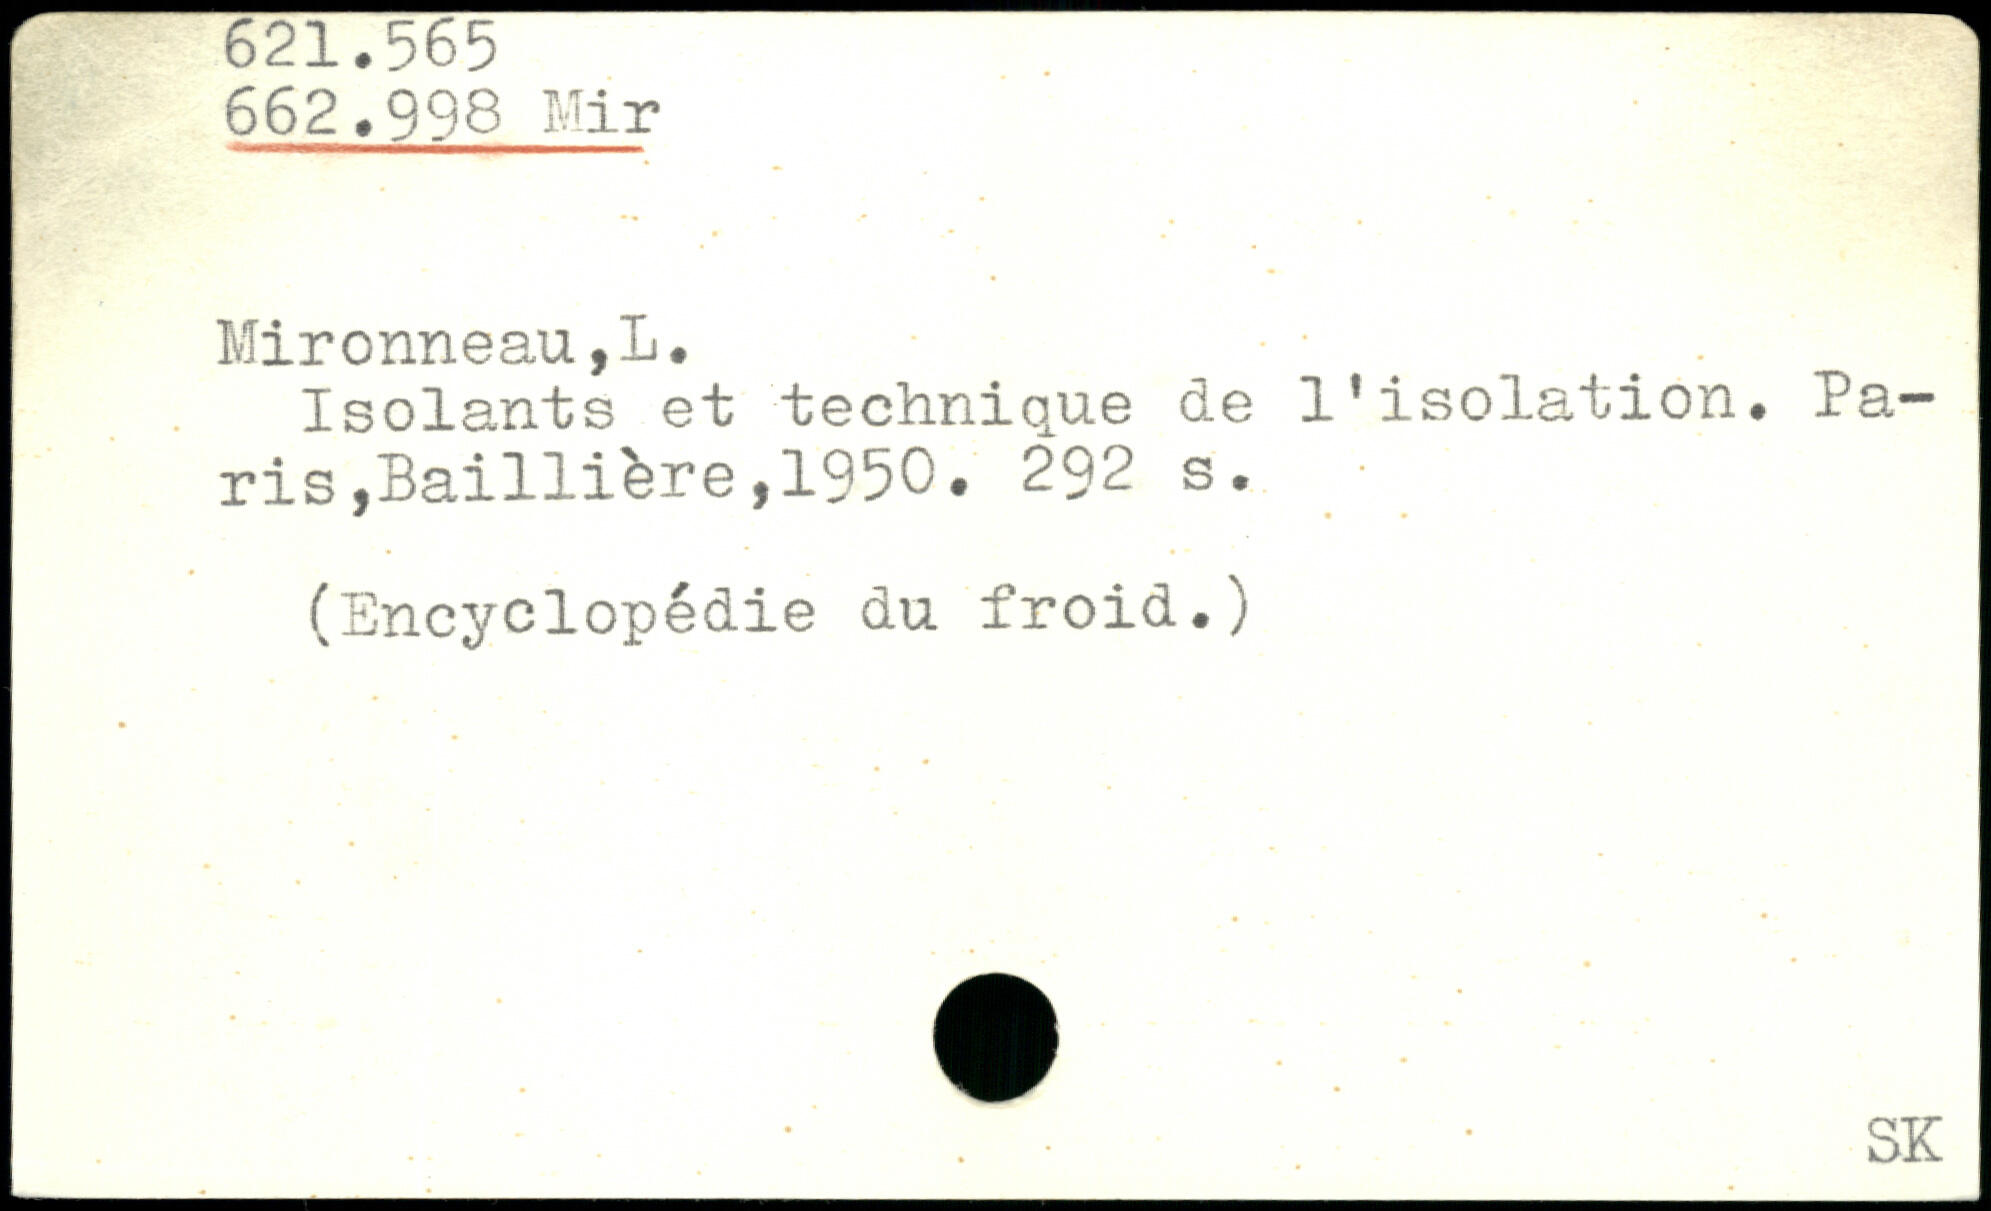 621.565
662.998 Mir
Mironneau,L.
Isolants et technique de l'isolation. Pa-
ris,Baillière,1950. 292 s.
(Encyclopédie du froid.)
SK